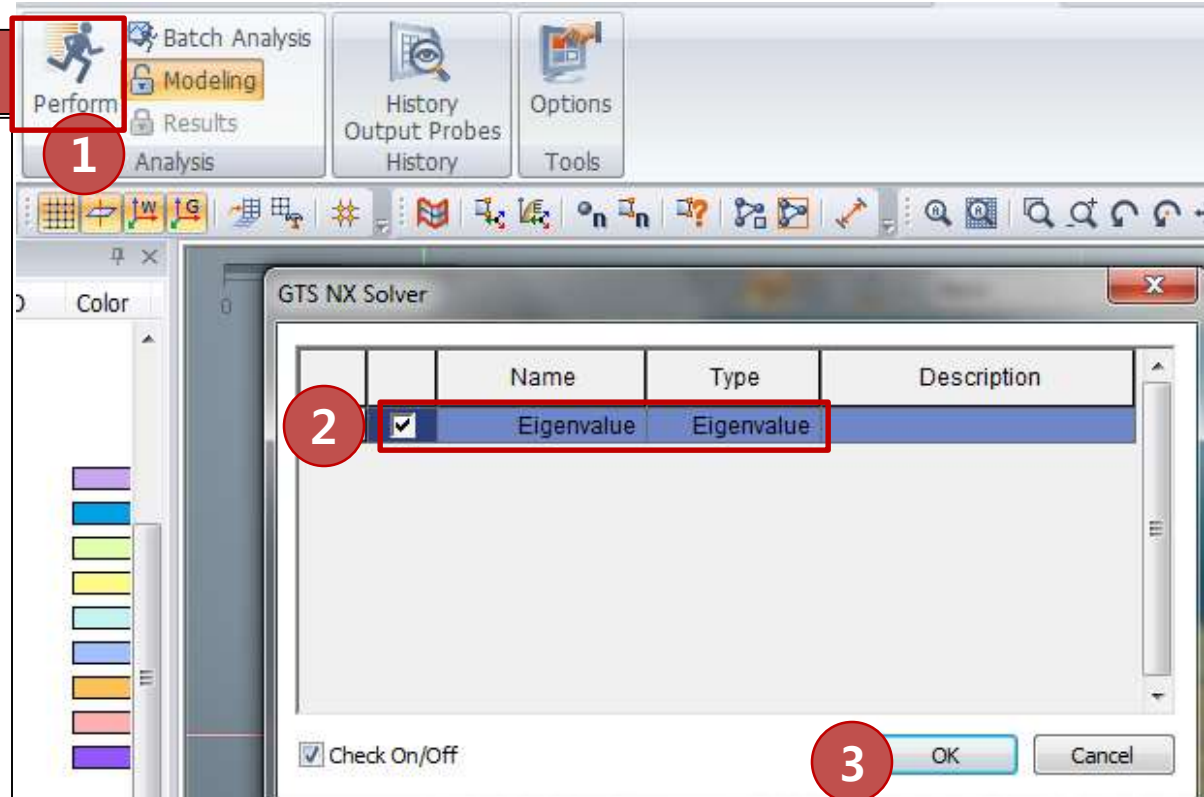 Batch Analysis
Modeling
Perform
Results
1
Analysis
History
Output Probes
History
Options
Tools
Color
0
GTS NX Solver
Name Type Description
2 Eigenvalue Eigenvalue
Check On/Off
3 OK Cancel